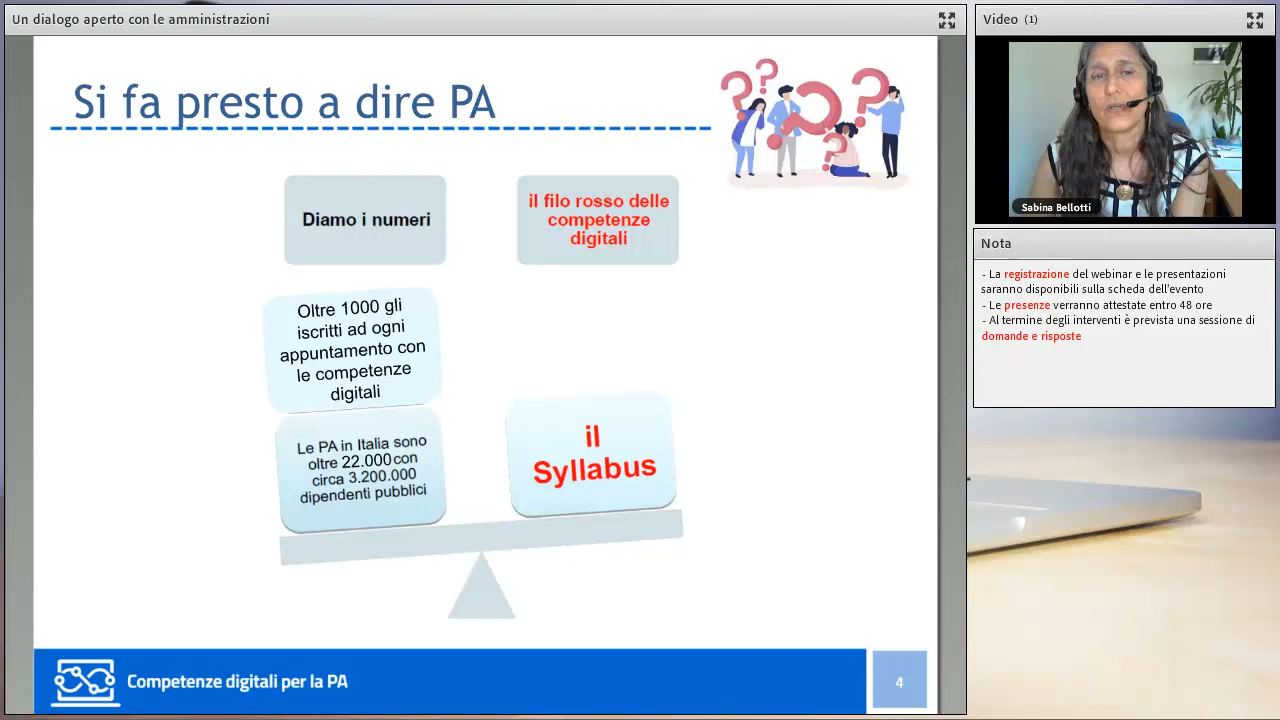 Un dialogo aperto con le amministrazioni
Si fa presto a dire PA
Diamo i numeri
il filo rosso delle
competenze
digitali
Oltre 1000 gli
iscritti ad ogni
appuntamento con
le competenze
digitali
Le PA in Italia sono
oltre 22.000 con
circa 3.200.000
dipendenti pubblici
il
Syllabus
Competenze digitali per la PA
4
Video (1)
Sabina Bellotti
Nota
- La registrazione del webinar e le presentazioni
saranno disponibili sulla scheda dell'evento
- Le presenze verranno attestate entro 48 ore
- Al termine degli interventi è prevista una sessione di
domande e risposte